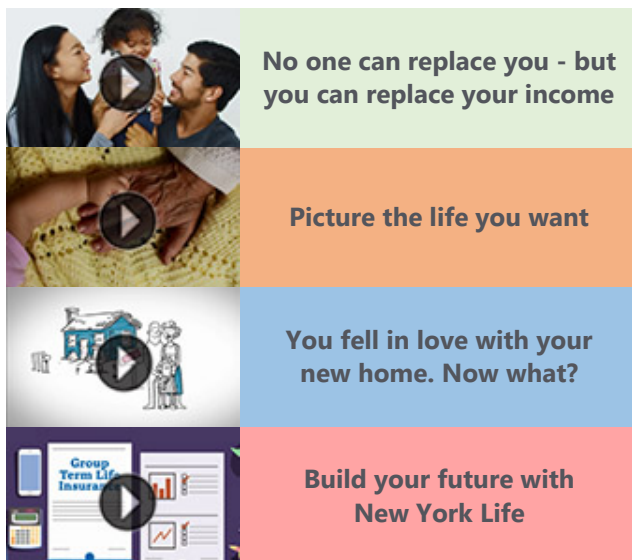 No one can replace you - but
you can replace your income
Picture the life you want
You fell in love with your
new home. Now what?
Group
Term Life
Insurance
Build your future with
New York Life